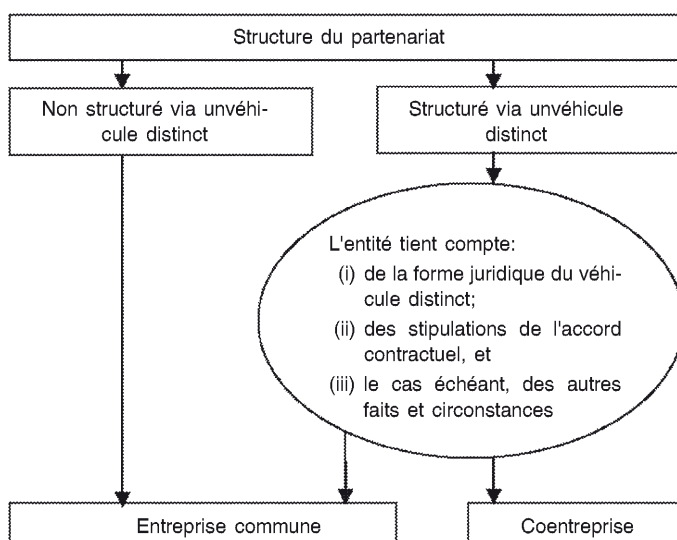 Structure du partenariat
Non structuré via unvéhi-
cule distinct
Structuré via unvéhicule
distinct
L'entité tient compte:
(i) de la forme juridique du véhi-
cule distinct;
(ii) des stipulations de l'accord
contractuel, et
(iii) le cas échéant, des autres
faits et circonstances
Entreprise commune
Coentreprise